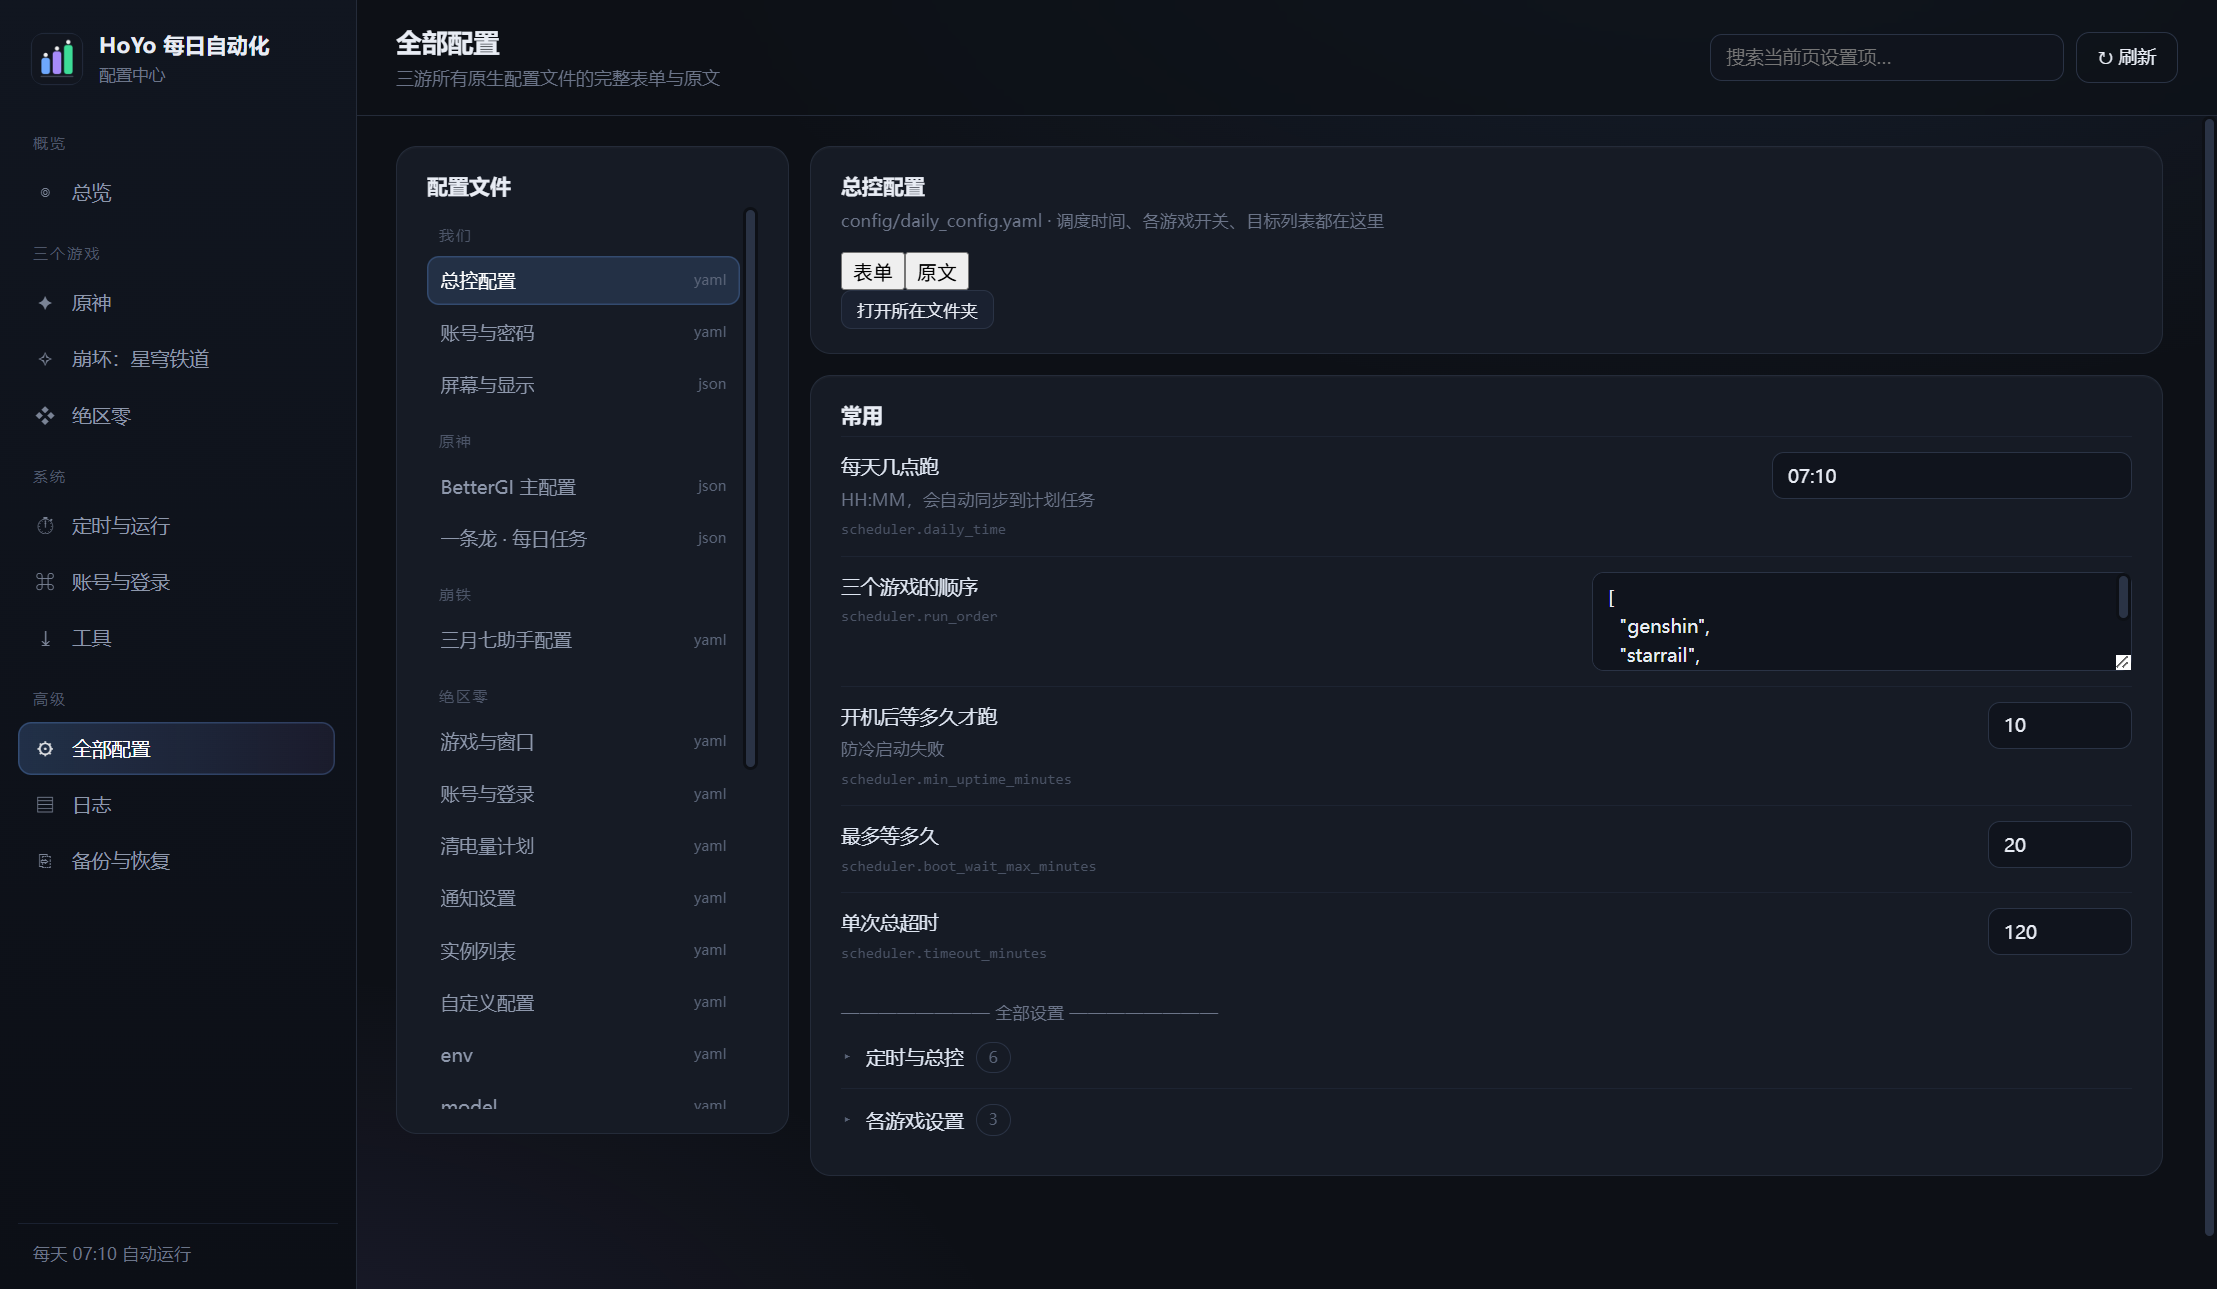 HoYo 每日自动化
配置中心
概览
总览
三个游戏
原神
崩坏：星穹铁道
绝区零
系统
定时与运行
账号与登录
工具
高级
全部配置
日志
备份与恢复
每天 07:10 自动运行
全部配置
三游所有原生配置文件的完整表单与原文
搜索当前页设置项...
↻ 刷新
配置文件
我们
总控配置 yaml
账号与密码 yaml
屏幕与显示 json
原神
BetterGI 主配置 json
一条龙 · 每日任务 json
崩铁
三月七助手配置 yaml
绝区零
游戏与窗口 yaml
账号与登录 yaml
清电量计划 yaml
通知设置 yaml
实例列表 yaml
自定义配置 yaml
env yaml
model yaml
总控配置
config/daily_config.yaml · 调度时间、各游戏开关、目标列表都在这里
表单 原文
打开所在文件夹
常用
每天几点跑
HH:MM，会自动同步到计划任务
scheduler.daily_time
07:10
三个游戏的顺序
scheduler.run_order
[
"genshin",
"starrail",
开机后等多久才跑
防冷启动失败
scheduler.min_uptime_minutes
10
最多等多久
scheduler.boot_wait_max_minutes
20
单次总超时
scheduler.timeout_minutes
120
———————— 全部设置 ————————
定时与总控 6
各游戏设置 3